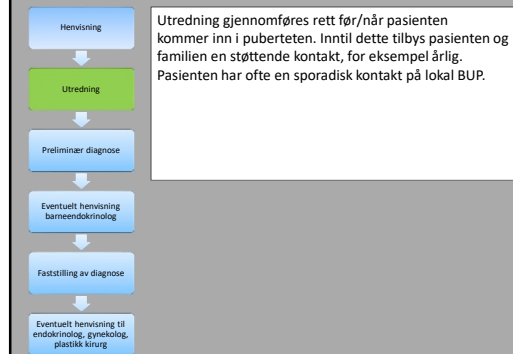 Henvisning
Utredning
Preliminær diagnose
Eventuelt henvisning
barneendokrinolog
Faststilling av diagnose
Eventuelt henvisning til
endokrinolog, gynekolog,
plastikk kirurg
Utredning gjennomføres rett før/når pasienten
kommer inn i puberteten. Inntil dette tilbys pasienten og
familien en støttende kontakt, for eksempel årlig.
Pasienten har ofte en sporadisk kontakt på lokal BUP.